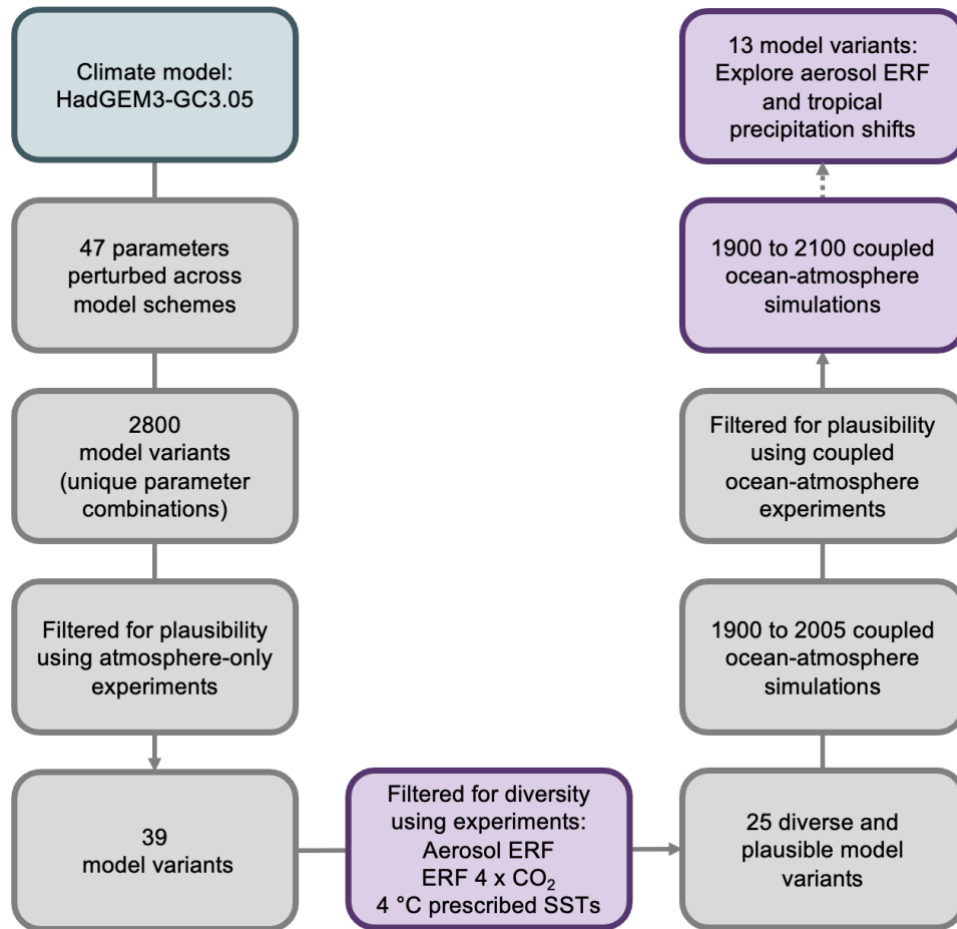 Climate model:
HadGEM3-GC3.05
47 parameters
perturbed across
model schemes
2800
model variants
(unique parameter
combinations)
Filtered for plausibility
using atmosphere-only
experiments
39
model variants
Filtered for diversity
using experiments:
Aerosol ERF
ERF 4 x CO₂
4 °C prescribed SSTs
25 diverse and
plausible model
variants
1900 to 2005 coupled
ocean-atmosphere
simulations
Filtered for plausibility
using coupled
ocean-atmosphere
experiments
1900 to 2100 coupled
ocean-atmosphere
simulations
13 model variants:
Explore aerosol ERF
and tropical
precipitation shifts